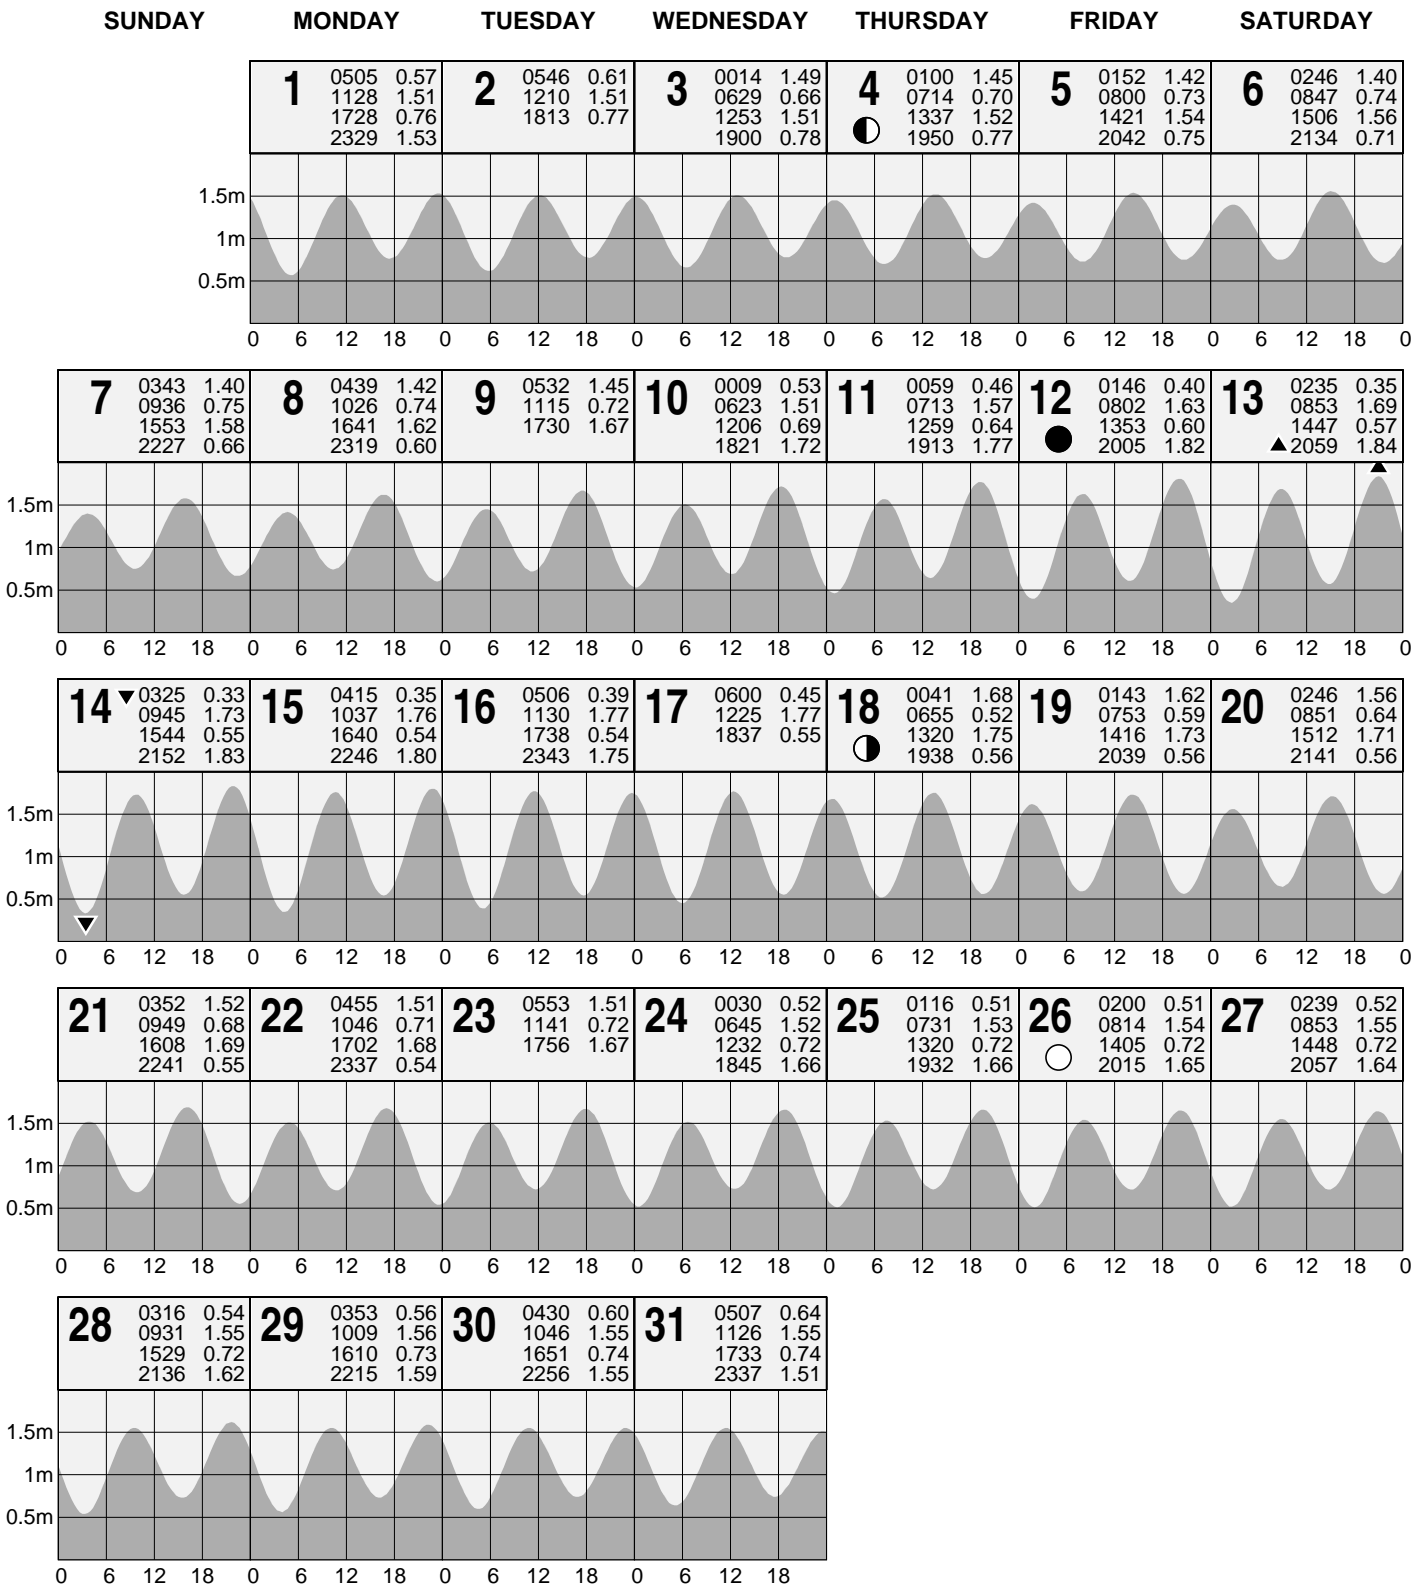 SUNDAY MONDAY TUESDAY WEDNESDAY THURSDAY FRIDAY SATURDAY
1 0505 0.57 2 0546 0.61 3 0014 1.49 4 0100 1.45 5 0152 1.42 6 0246 1.40
1128 1.51 1210 1.51 0629 0.66 0714 0.70 0800 0.73 0847 0.74
1728 0.76 1813 0.77 1253 1.51 1337 1.52 1421 1.54 1506 1.56
2329 1.53 1900 0.78 1950 0.77 2042 0.75 2134 0.71
1.5m
1m
0.5m
0 6 12 18 0 6 12 18 0 6 12 18 0 6 12 18 0 6 12 18 0 6 12 18 0
7 0343 1.40 8 0439 1.42 9 0532 1.45 10 0009 0.53 11 0059 0.46 12 0146 0.40 13 0235 0.35
0936 0.75 1026 0.74 1115 0.72 0623 1.51 0713 1.57 0802 1.63 0853 1.69
1553 1.58 1641 1.62 1730 1.67 1206 0.69 1259 0.64 1353 0.60 1447 0.57
2227 0.66 2319 0.60 1821 1.72 1913 1.77 2005 1.82 2059 1.84
1.5m
1m
0.5m
0 6 12 18 0 6 12 18 0 6 12 18 0 6 12 18 0 6 12 18 0 6 12 18 0 6 12 18 0
14 0325 0.33 15 0415 0.35 16 0506 0.39 17 0600 0.45 18 0041 1.68 19 0143 1.62 20 0246 1.56
0945 1.73 1037 1.76 1130 1.77 1225 1.77 0655 0.52 0753 0.59 0851 0.64
1544 0.55 1640 0.54 1738 0.54 1837 0.55 1320 1.75 1416 1.73 1512 1.71
2152 1.83 2246 1.80 2343 1.75 1938 0.56 2039 0.56 2141 0.56
1.5m
1m
0.5m
0 6 12 18 0 6 12 18 0 6 12 18 0 6 12 18 0 6 12 18 0 6 12 18 0 6 12 18 0
21 0352 1.52 22 0455 1.51 23 0553 1.51 24 0030 0.52 25 0116 0.51 26 0200 0.51 27 0239 0.52
0949 0.68 1046 0.71 1141 0.72 0645 1.52 0731 1.53 0814 1.54 0853 1.55
1608 1.69 1702 1.68 1756 1.67 1232 0.72 1320 0.72 1405 0.72 1448 0.72
2241 0.55 2337 0.54 1845 1.66 1932 1.66 2015 1.65 2057 1.64
1.5m
1m
0.5m
0 6 12 18 0 6 12 18 0 6 12 18 0 6 12 18 0 6 12 18 0 6 12 18 0 6 12 18 0
28 0316 0.54 29 0353 0.56 30 0430 0.60 31 0507 0.64
0931 1.55 1009 1.56 1046 1.55 1126 1.55
1529 0.72 1610 0.73 1651 0.74 1733 0.74
2136 1.62 2215 1.59 2256 1.55 2337 1.51
1.5m
1m
0.5m
0 6 12 18 0 6 12 18 0 6 12 18 0 6 12 18